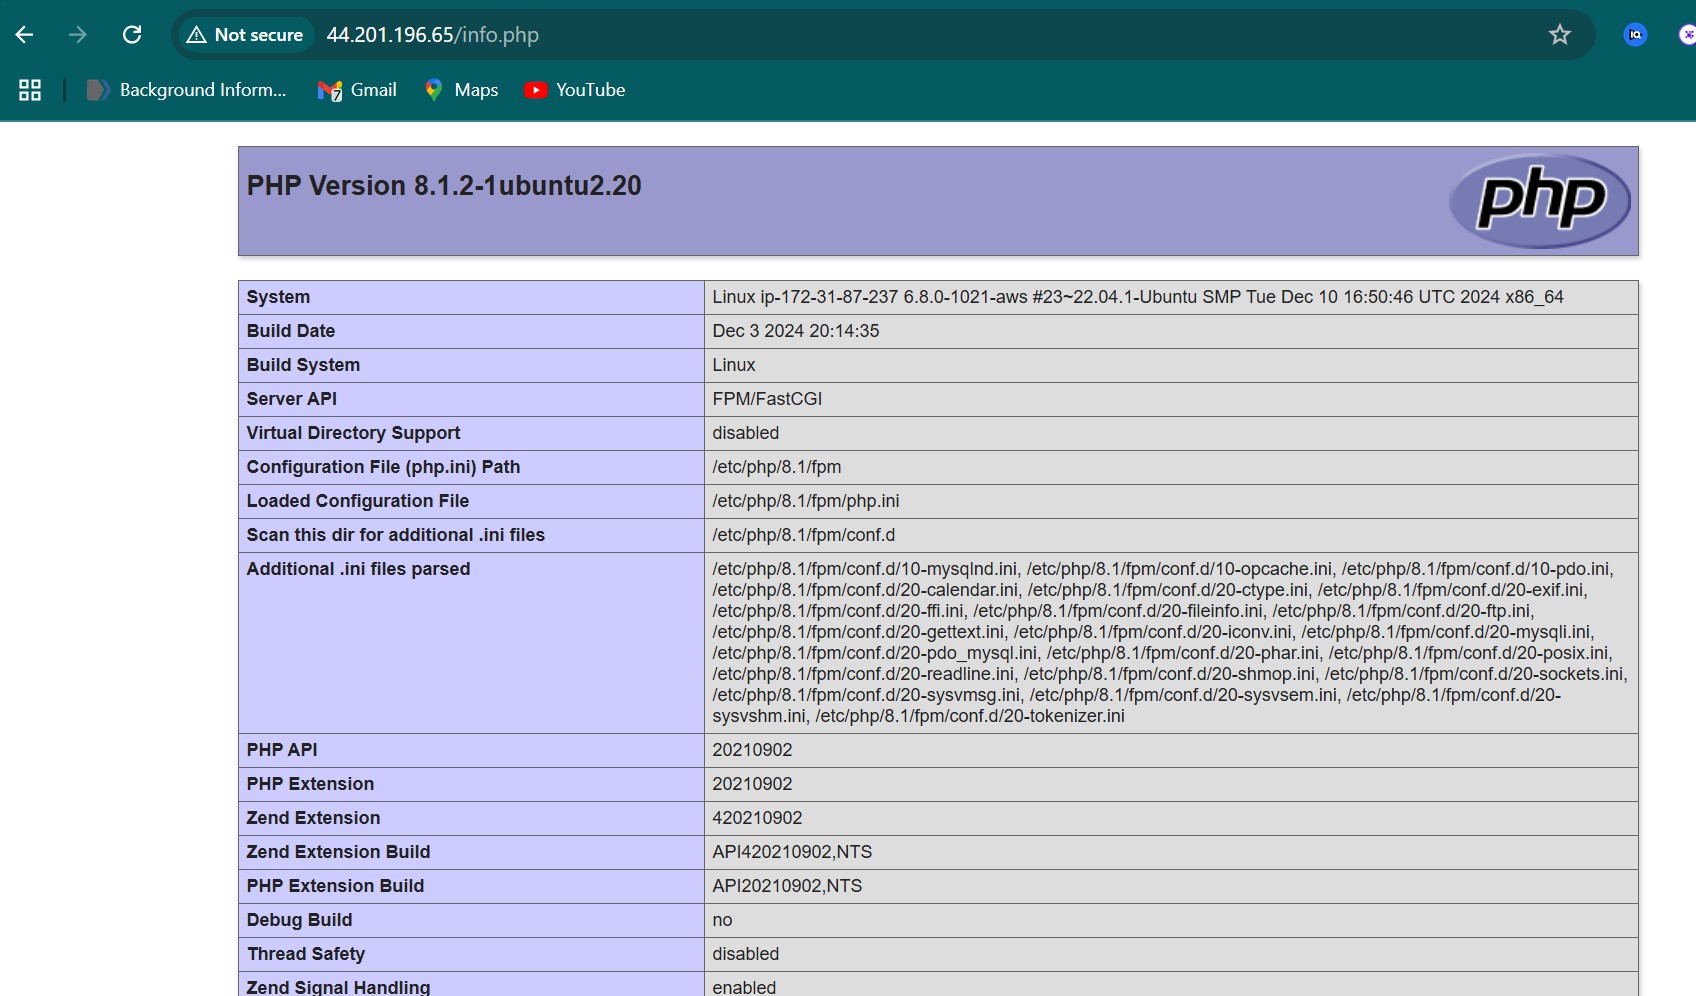 Not secure 44.201.196.65/info.php
Background Inform... Gmail Maps YouTube
PHP Version 8.1.2-1ubuntu2.20
php
System Linux ip-172-31-87-237 6.8.0-1021-aws #23~22.04.1-Ubuntu SMP Tue Dec 10 16:50:46 UTC 2024 x86_64
Build Date Dec 3 2024 20:14:35
Build System Linux
Server API FPM/FastCGI
Virtual Directory Support disabled
Configuration File (php.ini) Path /etc/php/8.1/fpm
Loaded Configuration File /etc/php/8.1/fpm/php.ini
Scan this dir for additional .ini files /etc/php/8.1/fpm/conf.d
Additional .ini files parsed /etc/php/8.1/fpm/conf.d/10-mysqlnd.ini, /etc/php/8.1/fpm/conf.d/10-opcache.ini, /etc/php/8.1/fpm/conf.d/10-pdo.ini,
/etc/php/8.1/fpm/conf.d/20-calendar.ini, /etc/php/8.1/fpm/conf.d/20-ctype.ini, /etc/php/8.1/fpm/conf.d/20-exif.ini,
/etc/php/8.1/fpm/conf.d/20-ffi.ini, /etc/php/8.1/fpm/conf.d/20-fileinfo.ini, /etc/php/8.1/fpm/conf.d/20-ftp.ini,
/etc/php/8.1/fpm/conf.d/20-gettext.ini, /etc/php/8.1/fpm/conf.d/20-iconv.ini, /etc/php/8.1/fpm/conf.d/20-mysqli.ini,
/etc/php/8.1/fpm/conf.d/20-pdo_mysql.ini, /etc/php/8.1/fpm/conf.d/20-phar.ini, /etc/php/8.1/fpm/conf.d/20-posix.ini,
/etc/php/8.1/fpm/conf.d/20-readline.ini, /etc/php/8.1/fpm/conf.d/20-shmop.ini, /etc/php/8.1/fpm/conf.d/20-sockets.ini,
/etc/php/8.1/fpm/conf.d/20-sysvmsg.ini, /etc/php/8.1/fpm/conf.d/20-sysvsem.ini, /etc/php/8.1/fpm/conf.d/20-
sysvshm.ini, /etc/php/8.1/fpm/conf.d/20-tokenizer.ini
PHP API 20210902
PHP Extension 20210902
Zend Extension 420210902
Zend Extension Build API420210902,NTS
PHP Extension Build API20210902,NTS
Debug Build no
Thread Safety disabled
Zend Signal Handling enabled